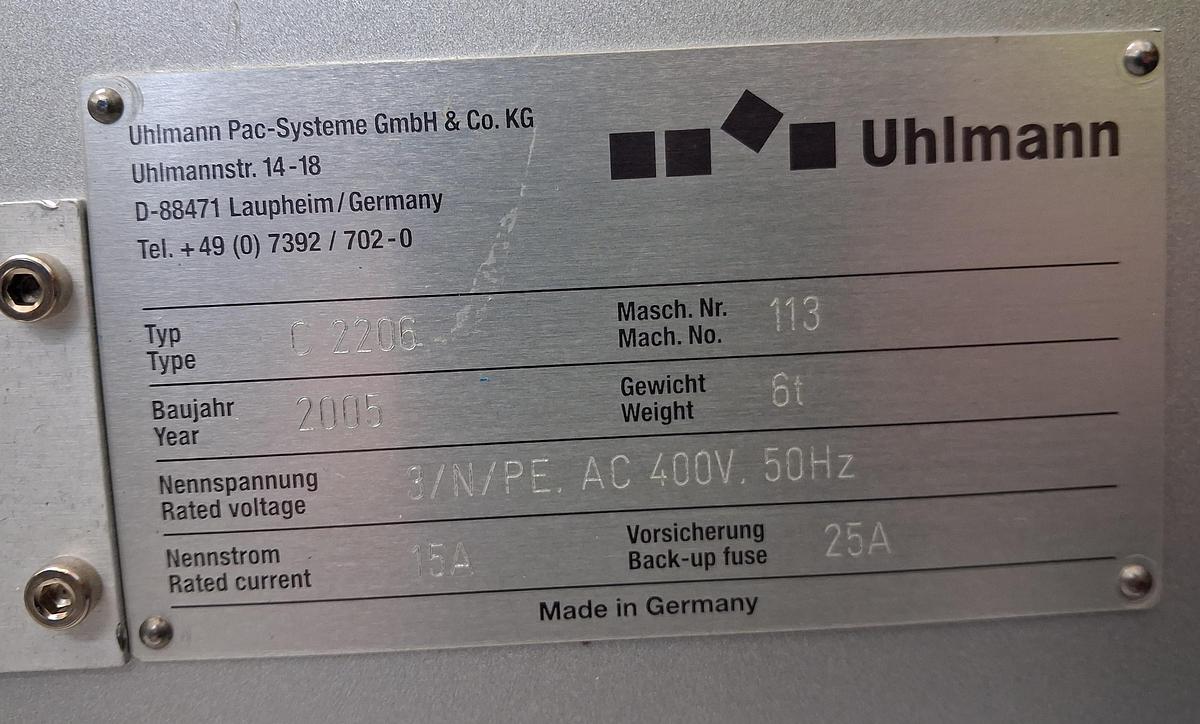 Uhlmann Pac-Systeme GmbH & Co. KG
Uhlmannstr. 14-18
D-88471 Laupheim/Germany
Tel. +49 (0) 7392 / 702-0
Uhlmann
Typ
Type
C 2206
Masch. Nr.
Mach. No.
113
Baujahr
Year
2005
Gewicht
Weight
6t
Nennspannung
Rated voltage
3/N/PE. AC 400V. 50Hz
Nennstrom
Rated current
15A
Vorsicherung
Back-up fuse
25A
Made in Germany